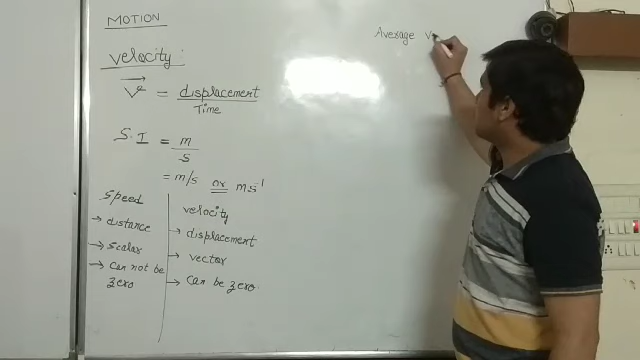 MOTION
velocity :
V = displacement
Time
S.I = m
s
= m/s or ms⁻¹
Speed
→ distance
→ scalar
→ Can not be
zero
velocity
→ displacement
→ vector
→ Can be zero
Average v